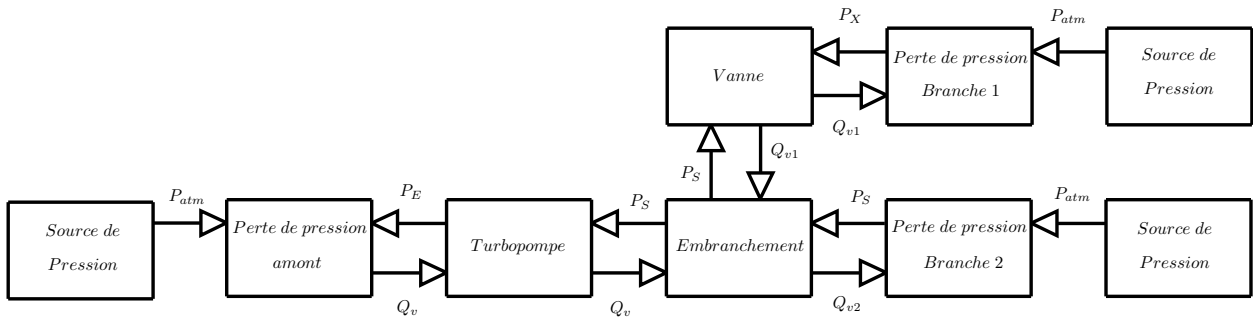 P_X
P_atm
Vanne
Perte de pression
Branche 1
Source de
Pression
Q_v1
Q_v1
P_S
P_atm
P_E
P_S
P_S
P_atm
Source de
Pression
Perte de pression
amont
Turbopompe
Embranchement
Perte de pression
Branche 2
Source de
Pression
Q_v
Q_v
Q_v2